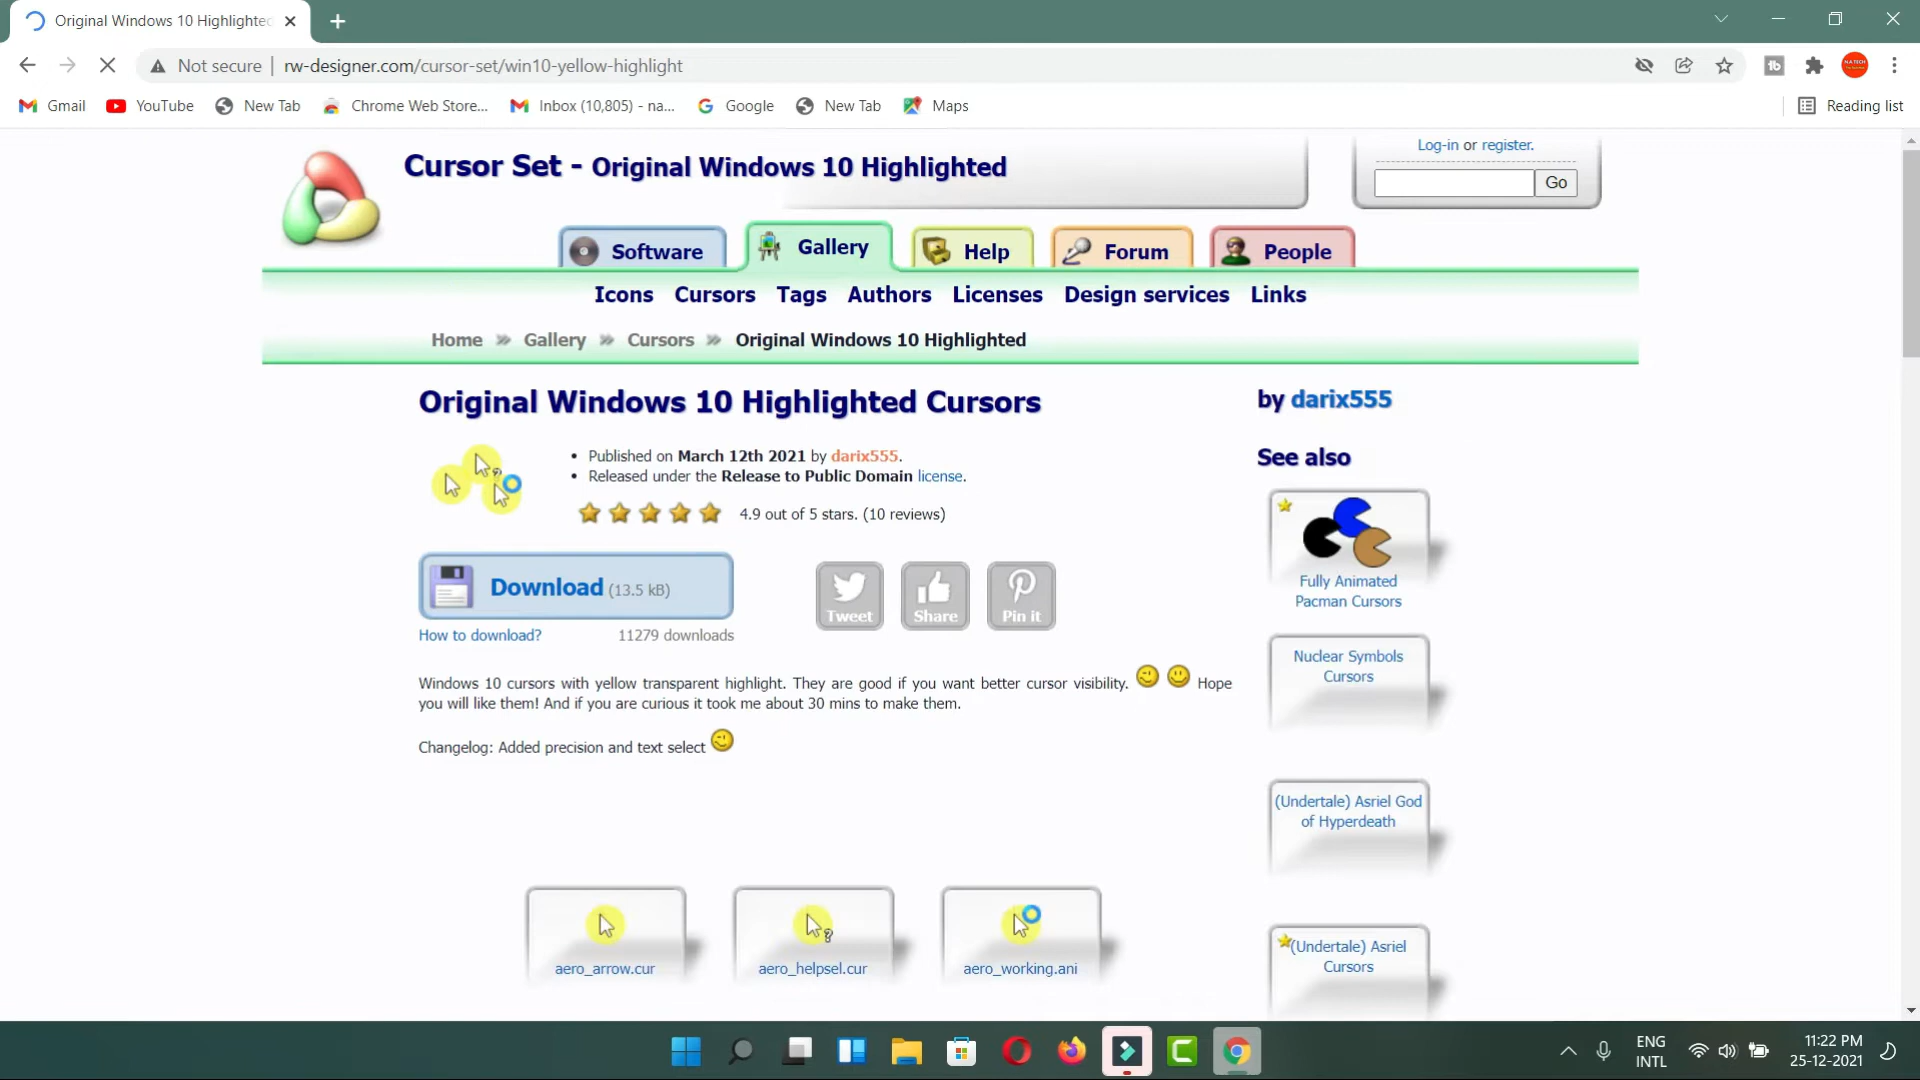 Original Windows 10 Highlighted
Not secure | rw-designer.com/cursor-set/win10-yellow-highlight
Gmail YouTube New Tab Chrome Web Store... Inbox (10,805) - na... Google New Tab Maps Reading list
Cursor Set - Original Windows 10 Highlighted
Log-in or register.
Go
Software Gallery Help Forum People
Icons Cursors Tags Authors Licenses Design services Links
Home » Gallery » Cursors » Original Windows 10 Highlighted
Original Windows 10 Highlighted Cursors
by darix555
• Published on March 12th 2021 by darix555.
• Released under the Release to Public Domain license.
4.9 out of 5 stars. (10 reviews)
Download (13.5 kB)
How to download? 11279 downloads
Tweet Share Pin it
Windows 10 cursors with yellow transparent highlight. They are good if you want better cursor visibility. Hope
you will like them! And if you are curious it took me about 30 mins to make them.
Changelog: Added precision and text select
aero_arrow.cur aero_helpsel.cur aero_working.ani
See also
Fully Animated
Pacman Cursors
Nuclear Symbols
Cursors
(Undertale) Asriel God
of Hyperdeath
(Undertale) Asriel
Cursors
ENG
INTL
11:22 PM
25-12-2021